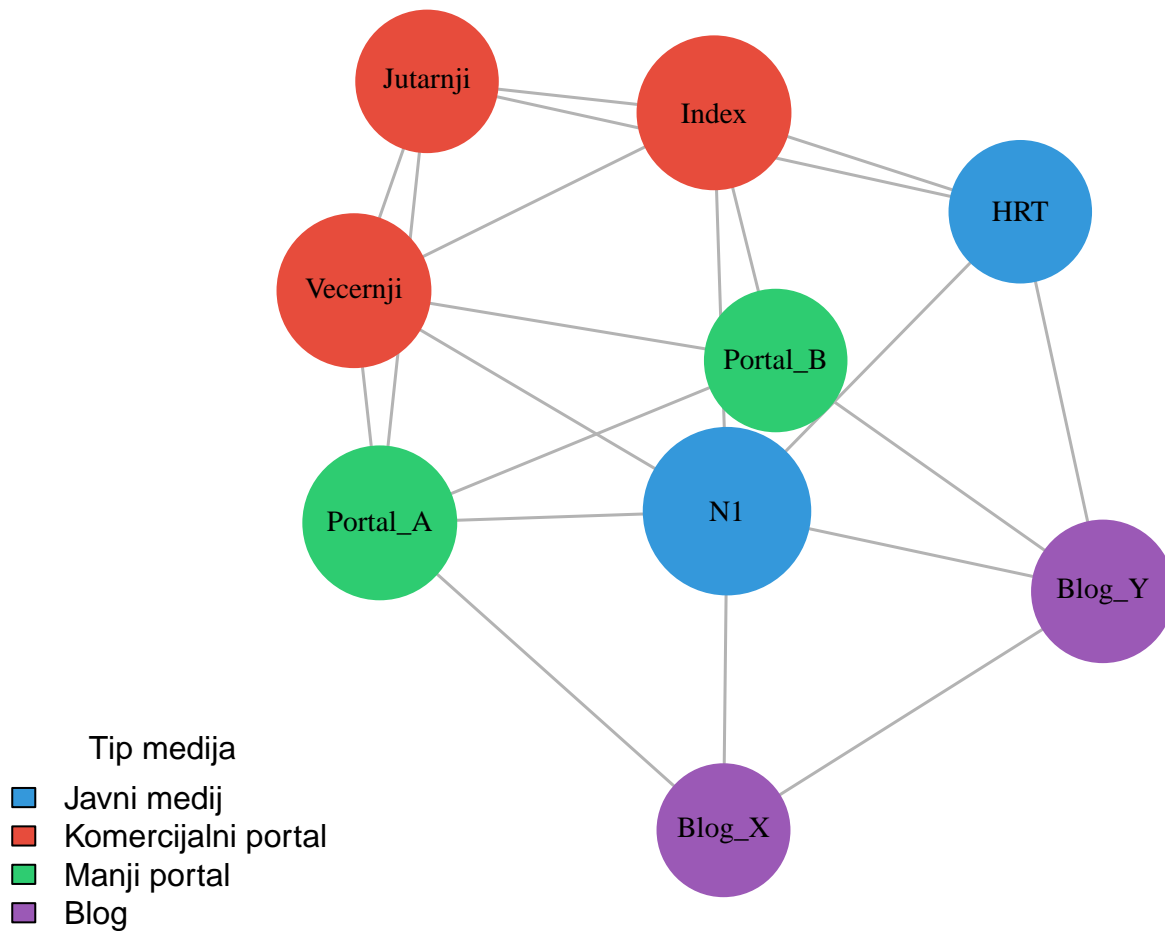 Jutarnji
Index
HRT
Vecernji
Portal_B
Portal_A
N1
Blog_Y
Blog_X
Tip medija
Javni medij
Komercijalni portal
Manji portal
Blog